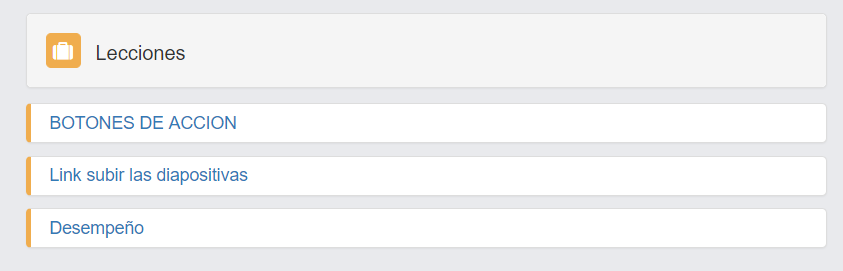 Lecciones
BOTONES DE ACCION
Link subir las diapositivas
Desempeño